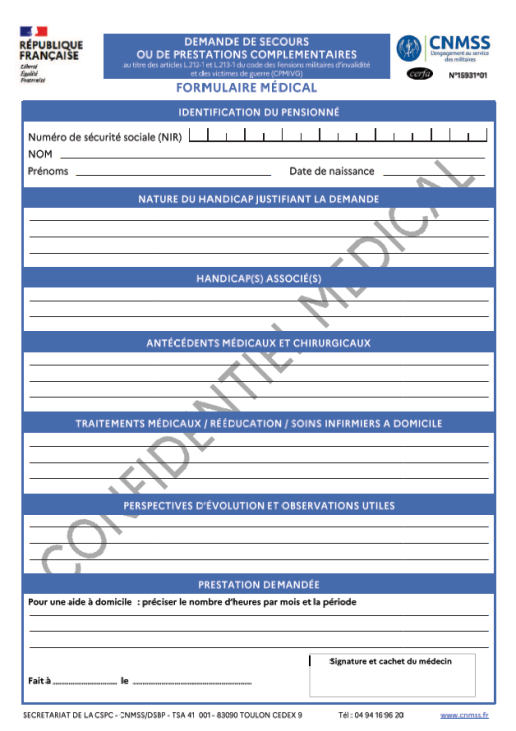 RÉPUBLIQUE
FRANÇAISE
Liberté
Égalité
Fraternité
DEMANDE DE SECOURS
OU DE PRESTATIONS COMPLEMENTAIRES
au titre des articles L.212-1 et L.213-1 du code des Pensions militaires d'invalidité
et des victimes de guerre (CPMIVG)
CNMSS
L'engagement au service
des militaires
cerfa N°15931*01
FORMULAIRE MÉDICAL
IDENTIFICATION DU PENSIONNÉ
Numéro de sécurité sociale (NIR)
NOM
Prénoms Date de naissance
NATURE DU HANDICAP JUSTIFIANT LA DEMANDE
HANDICAP(S) ASSOCIÉ(S)
ANTÉCÉDENTS MÉDICAUX ET CHIRURGICAUX
TRAITEMENTS MÉDICAUX / RÉÉDUCATION / SOINS INFIRMIERS A DOMICILE
PERSPECTIVES D'ÉVOLUTION ET OBSERVATIONS UTILES
PRESTATION DEMANDÉE
Pour une aide à domicile : préciser le nombre d'heures par mois et la période
Signature et cachet du médecin
Fait à .............................. le ......................................................
SECRETARIAT DE LA CSPC - CNMSS/DSBP - TSA 41 001 - 83090 TOULON CEDEX 9 Tél : 04 94 16 96 20 www.cnmss.fr
CONFIDENTIEL MEDICAL